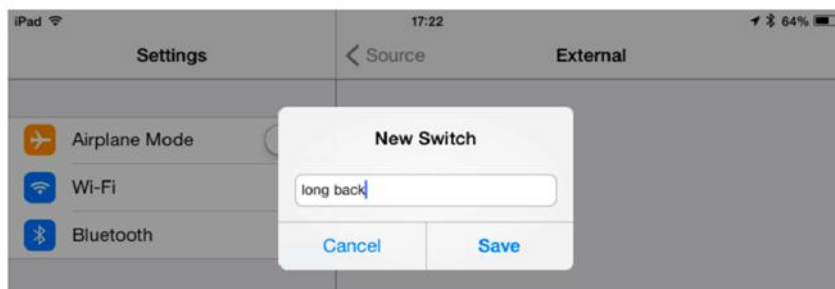 iPad 17:22 64%
Settings Source External
New Switch
Airplane Mode
long back
Wi-Fi
Bluetooth
Cancel Save